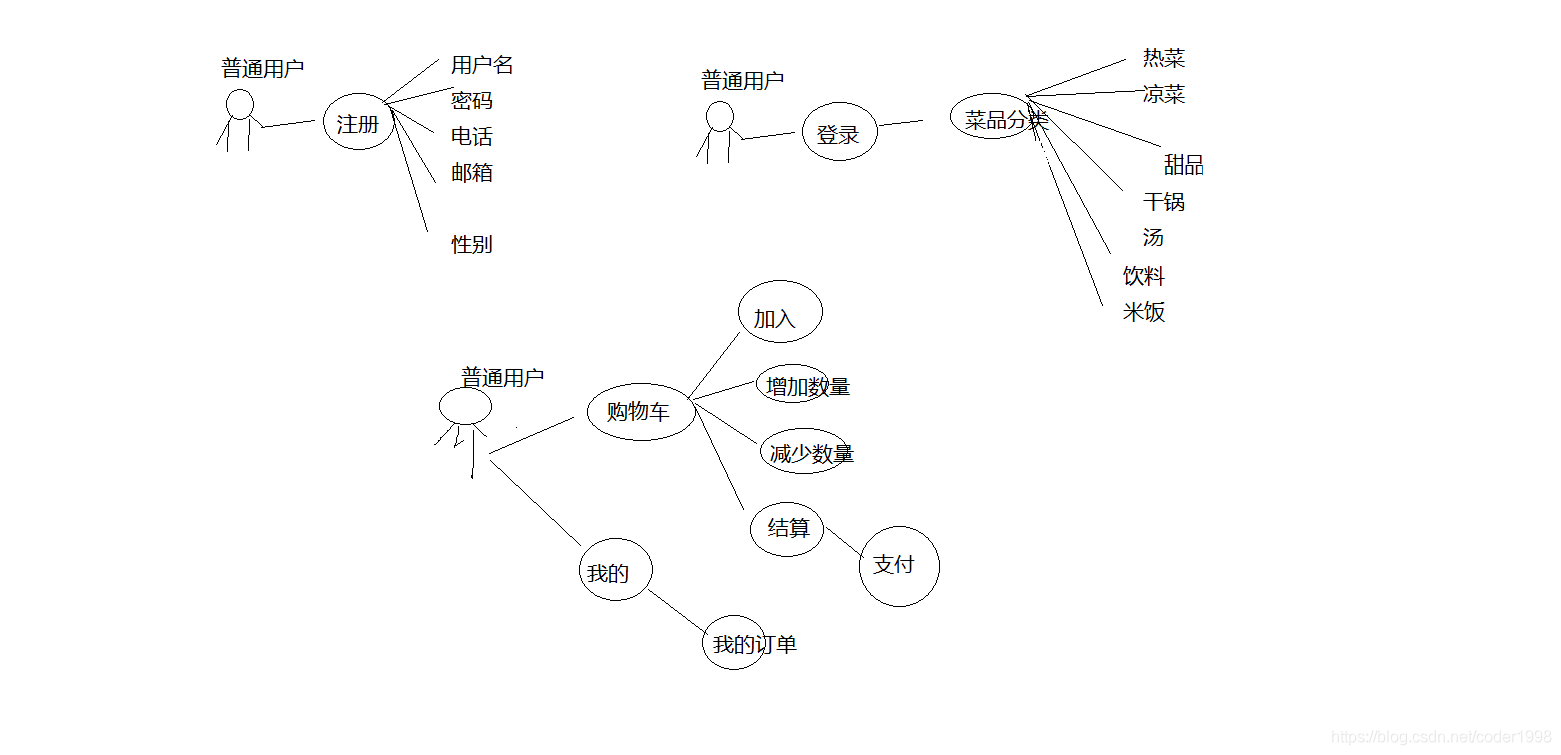 普通用户
注册
用户名
密码
电话
邮箱
性别
普通用户
登录
菜品分类
热菜
凉菜
甜品
干锅
汤
饮料
米饭
普通用户
购物车
加入
增加数量
减少数量
结算
支付
我的
我的订单
https://blog.csdn.net/coder1998